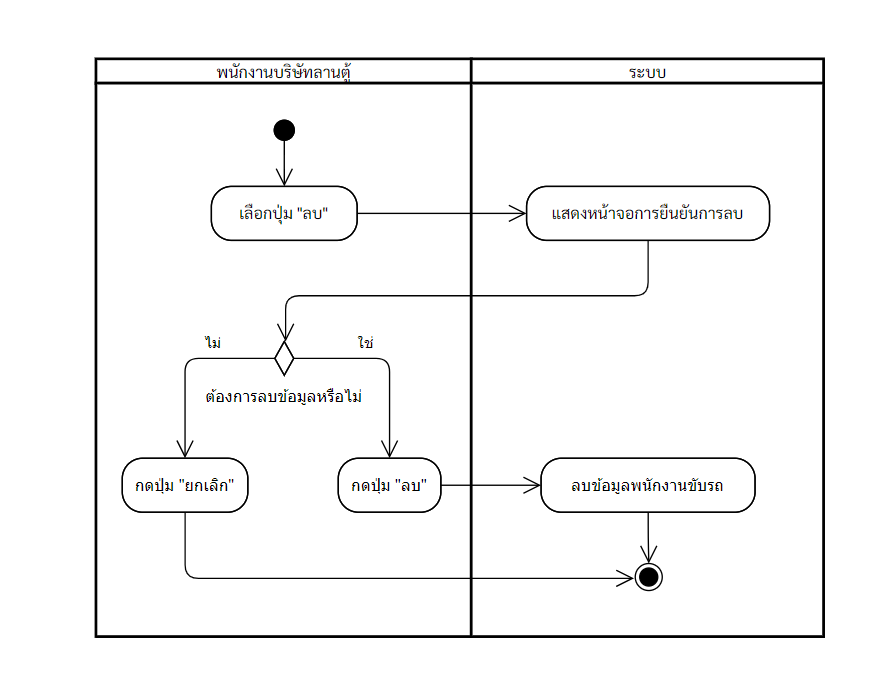 พนักงานบริษัทลานตู้
ระบบ
เลือกปุ่ม "ลบ"
แสดงหน้าจอการยืนยันการลบ
ไม่
ใช่
ต้องการลบข้อมูลหรือไม่
กดปุ่ม "ยกเลิก"
กดปุ่ม "ลบ"
ลบข้อมูลพนักงานขับรถ